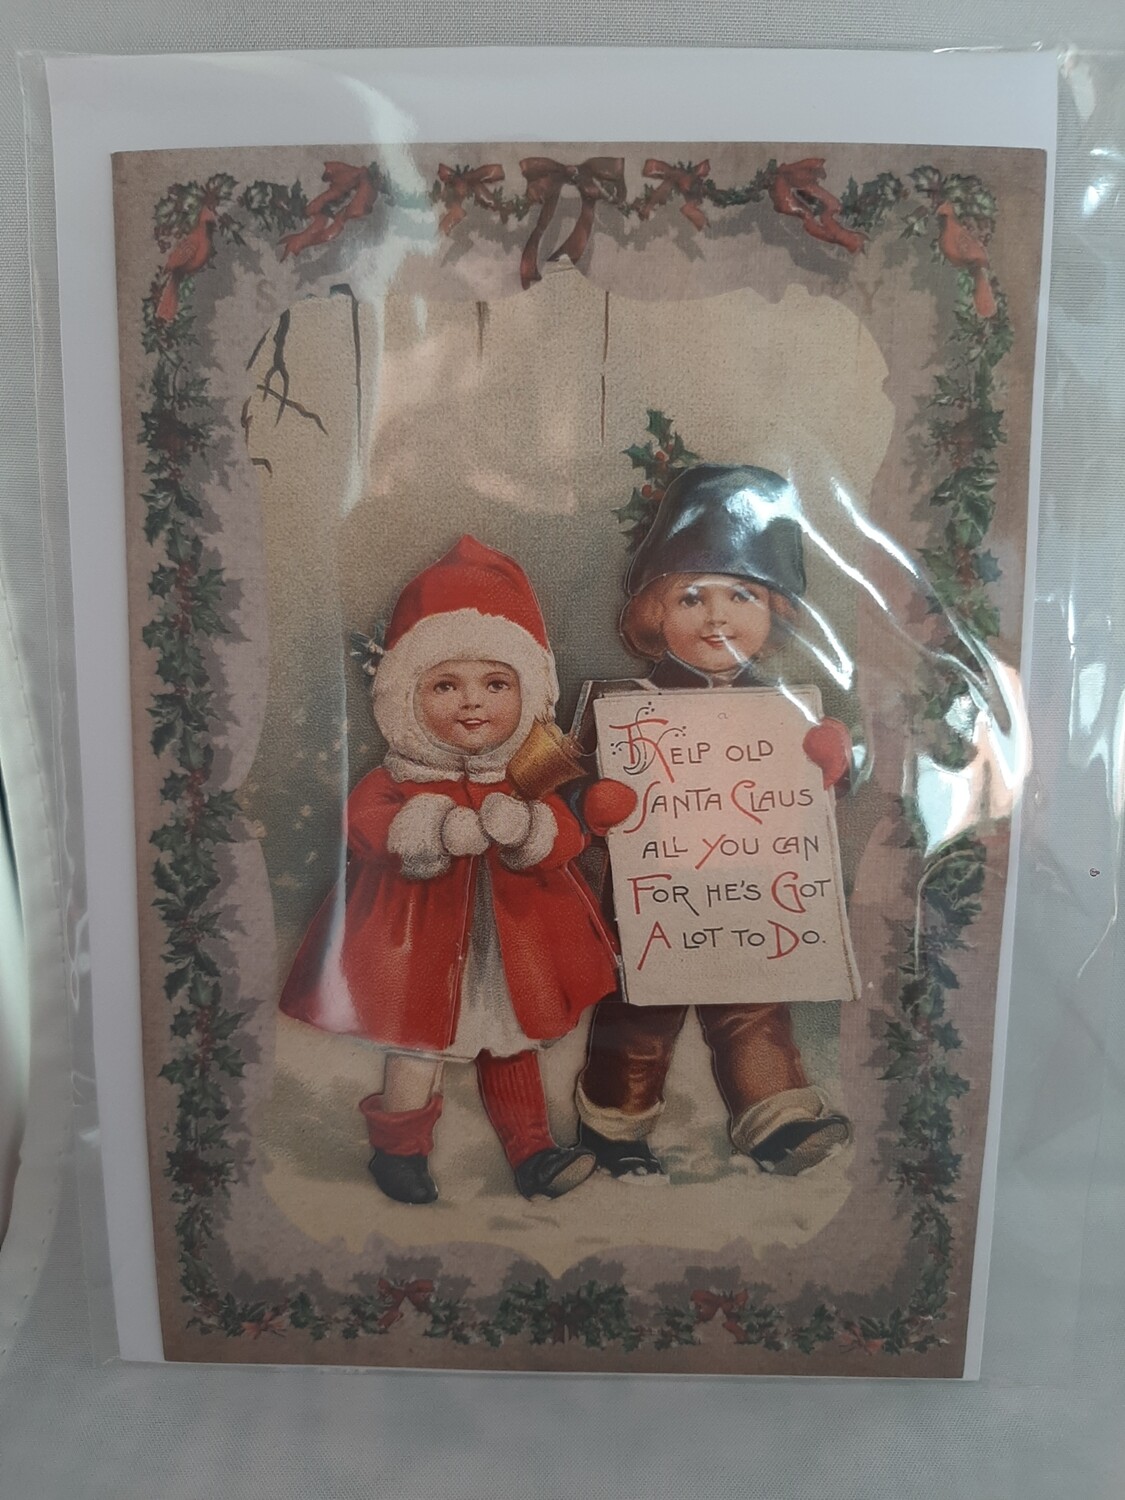 Help old
Santa Claus
all you can
For he's Got
A lot to Do.